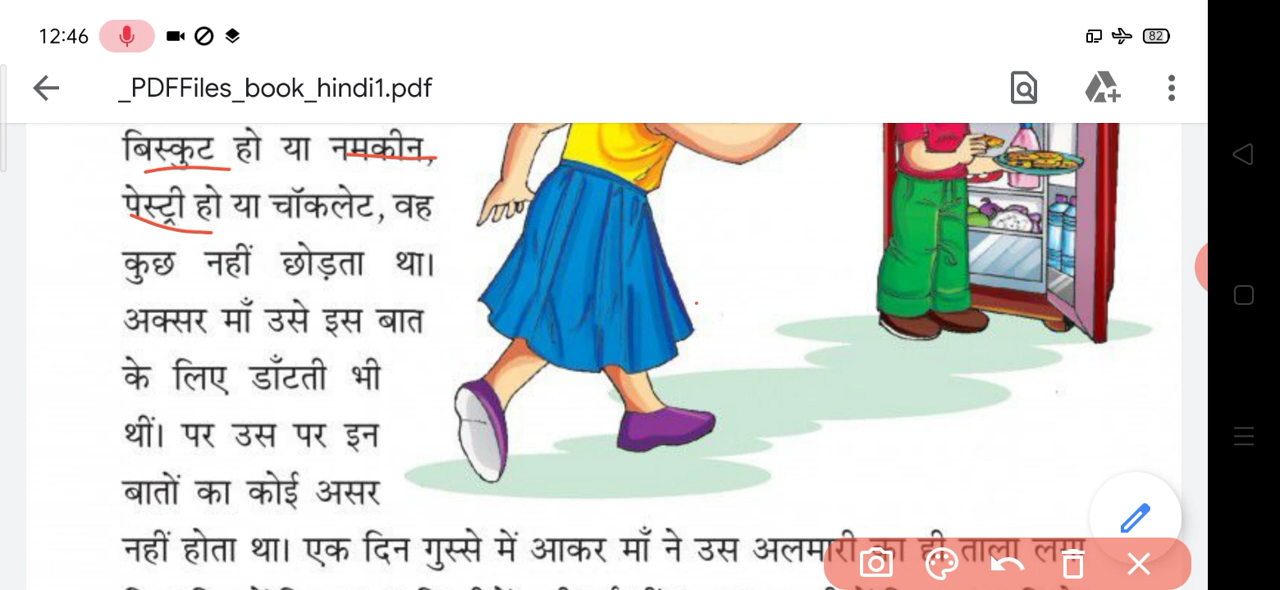 12:46
82
_PDFFiles_book_hindi1.pdf
बिस्कुट हो या नमकीन,
पेस्ट्री हो या चॉकलेट, वह
कुछ नहीं छोड़ता था।
अक्सर माँ उसे इस बात
के लिए डाँटती भी
थीं। पर उस पर इन
बातों का कोई असर
नहीं होता था। एक दिन गुस्से में आकर माँ ने उस अलमारी का ही ताला लगा